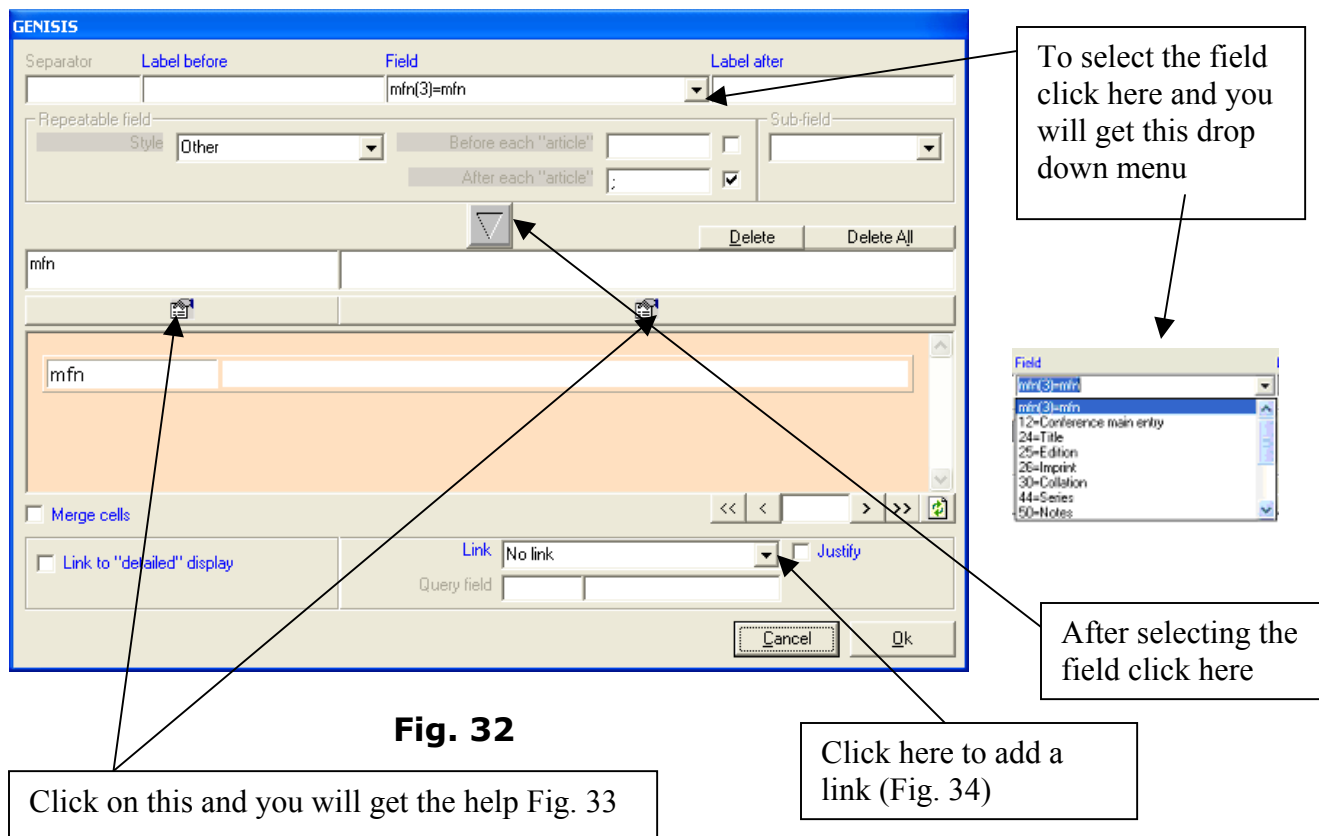 GENISIS
Separator Label before Field Label after
mfn(3)=mfn
Repeatable field
Style Other Before each "article"
After each "article" ;
Sub-field
Delete Delete All
mfn
mfn
Merge cells
<< < > >>
Link to "detailed" display
Link No link Justify
Query field
Cancel Ok
To select the field
click here and you
will get this drop
down menu
Field
mfn(3)=mfn
mfn(3)=mfn
12=Conference main entry
24=Title
25=Edition
26=Imprint
30=Collation
44=Series
50=Notes
After selecting the
field click here
Fig. 32
Click here to add a
link (Fig. 34)
Click on this and you will get the help Fig. 33